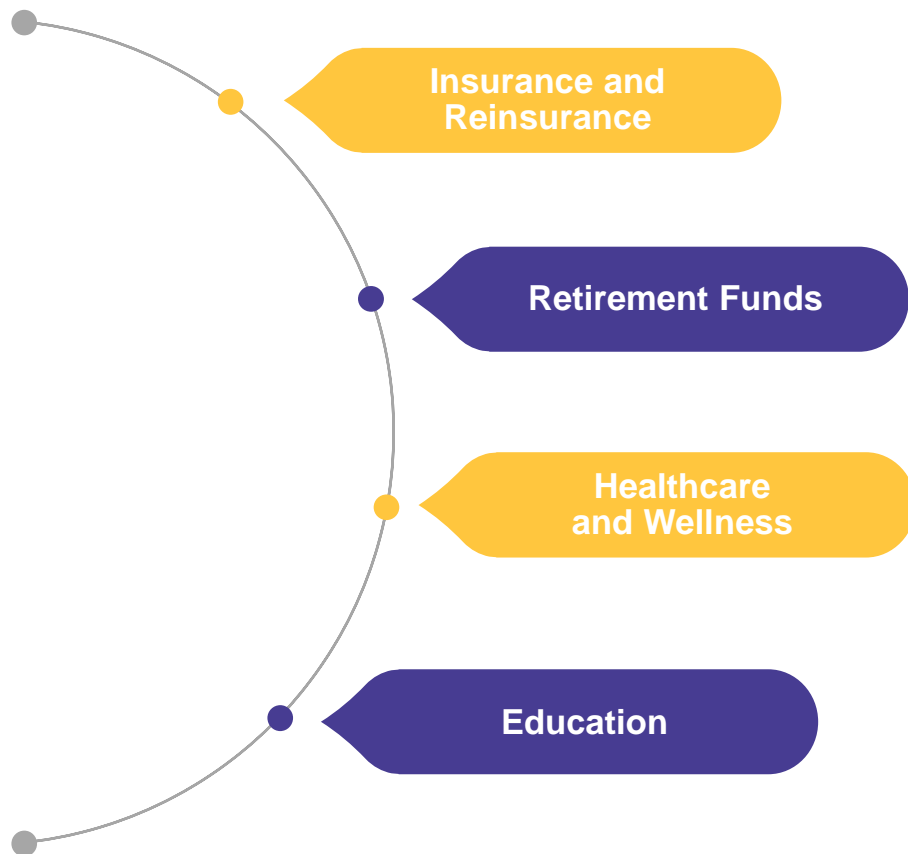 Insurance and
Reinsurance
Retirement Funds
Healthcare
and Wellness
Education